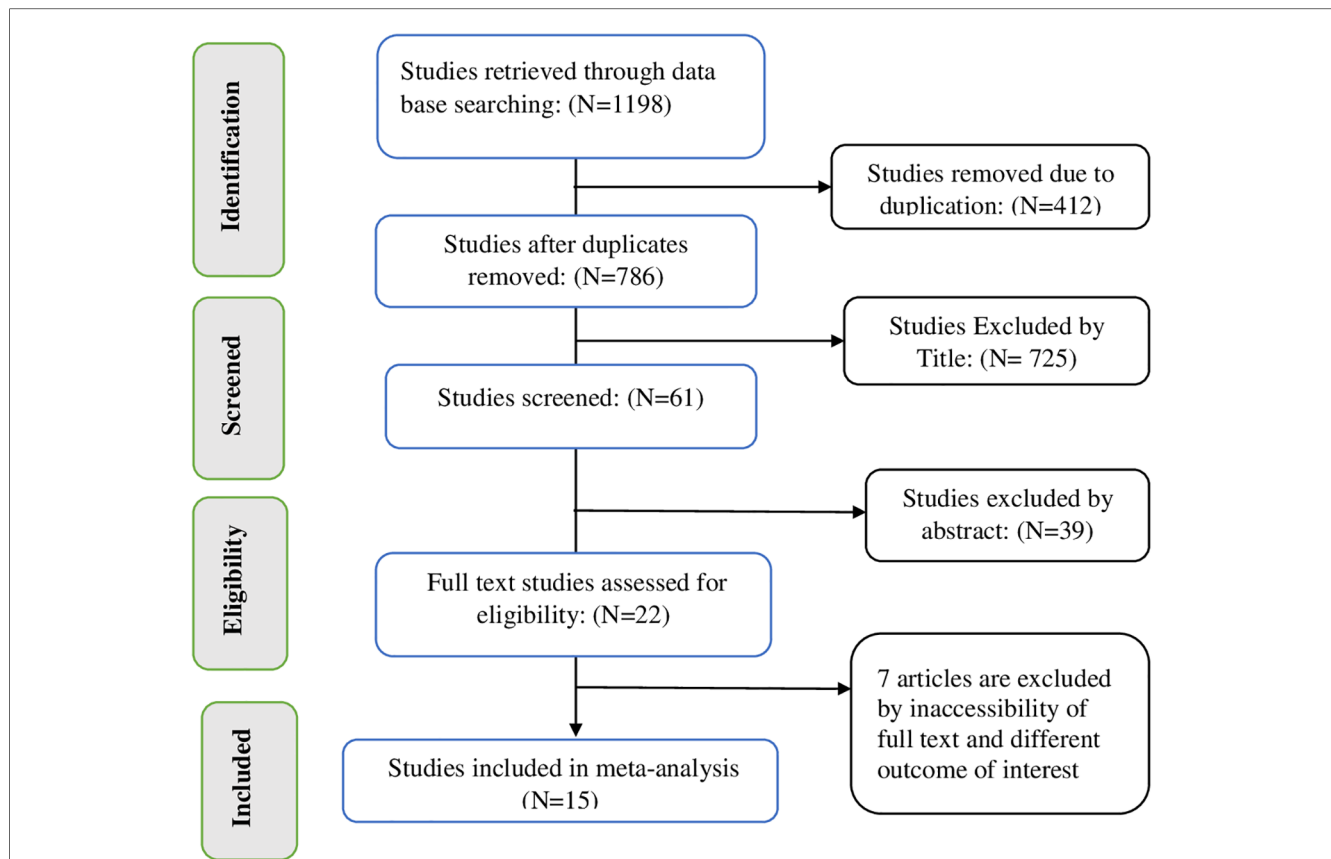 Identification
Studies retrieved through data
base searching: (N=1198)
Studies removed due to
duplication: (N=412)
Studies after duplicates
removed: (N=786)
Screened
Studies Excluded by
Title: (N= 725)
Studies screened: (N=61)
Eligibility
Studies excluded by
abstract: (N=39)
Full text studies assessed for
eligibility: (N=22)
7 articles are excluded
by inaccessibility of
full text and different
outcome of interest
Included
Studies included in meta-analysis
(N=15)